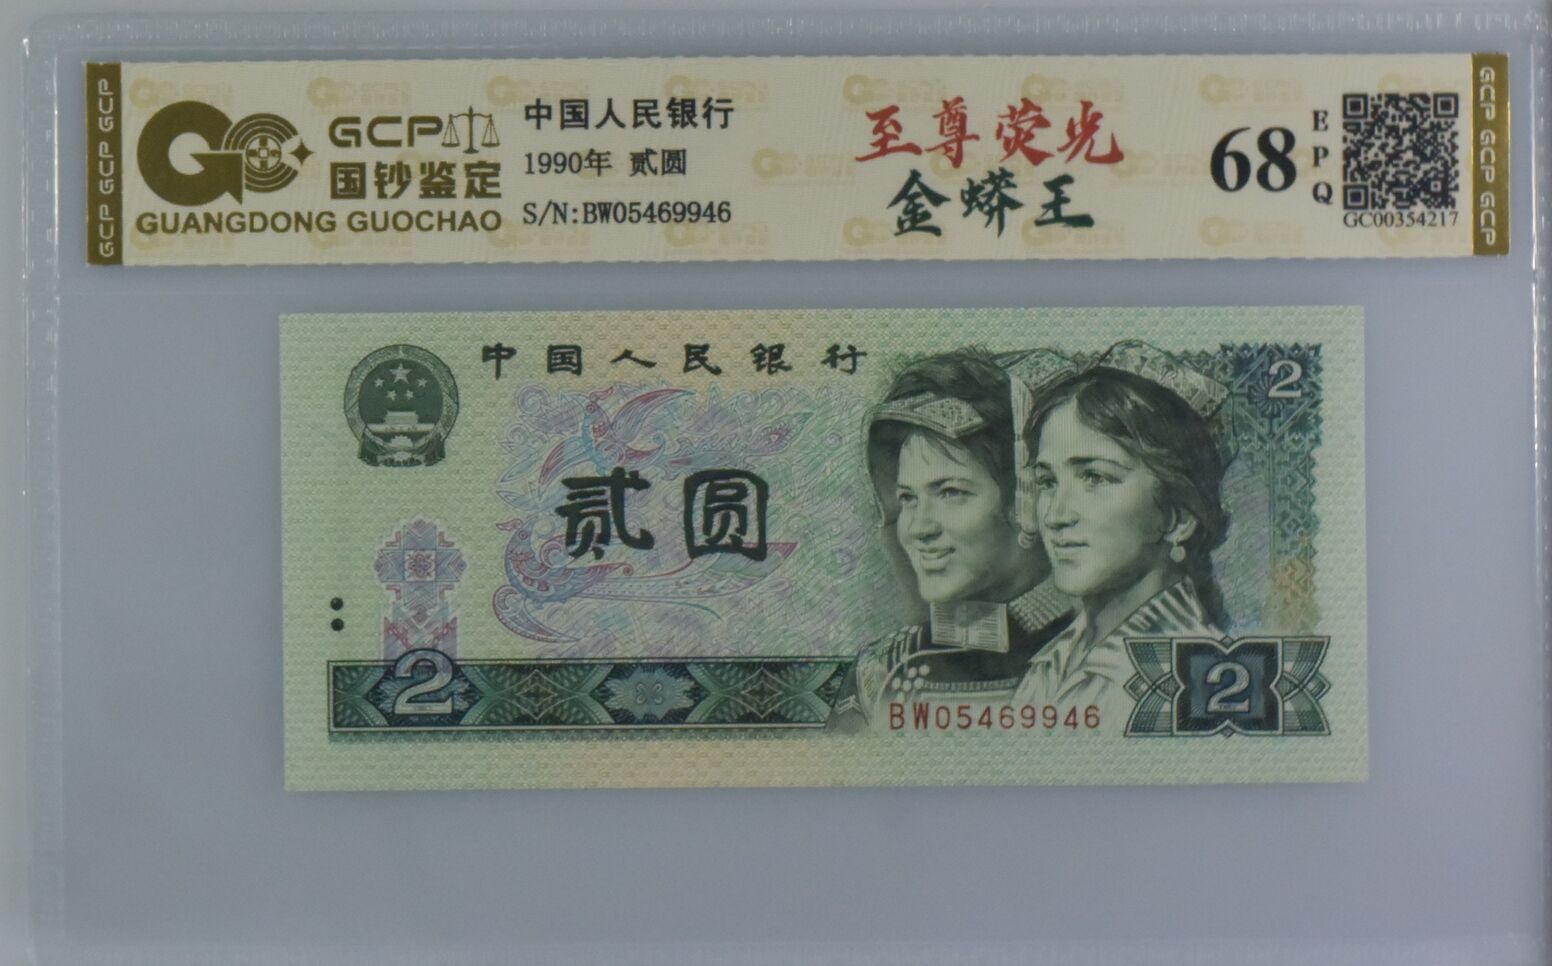 GCP GCP GCP
GCP
国钞鉴定
GUANGDONG GUOCHAO
中国人民银行
1990年 贰圆
S/N:BW05469946
至尊荧光
金蟒王
68
EPQ
GC00354217
GCP GCP GCP
中国人民银行
2
贰圆
2
2
BW05469946